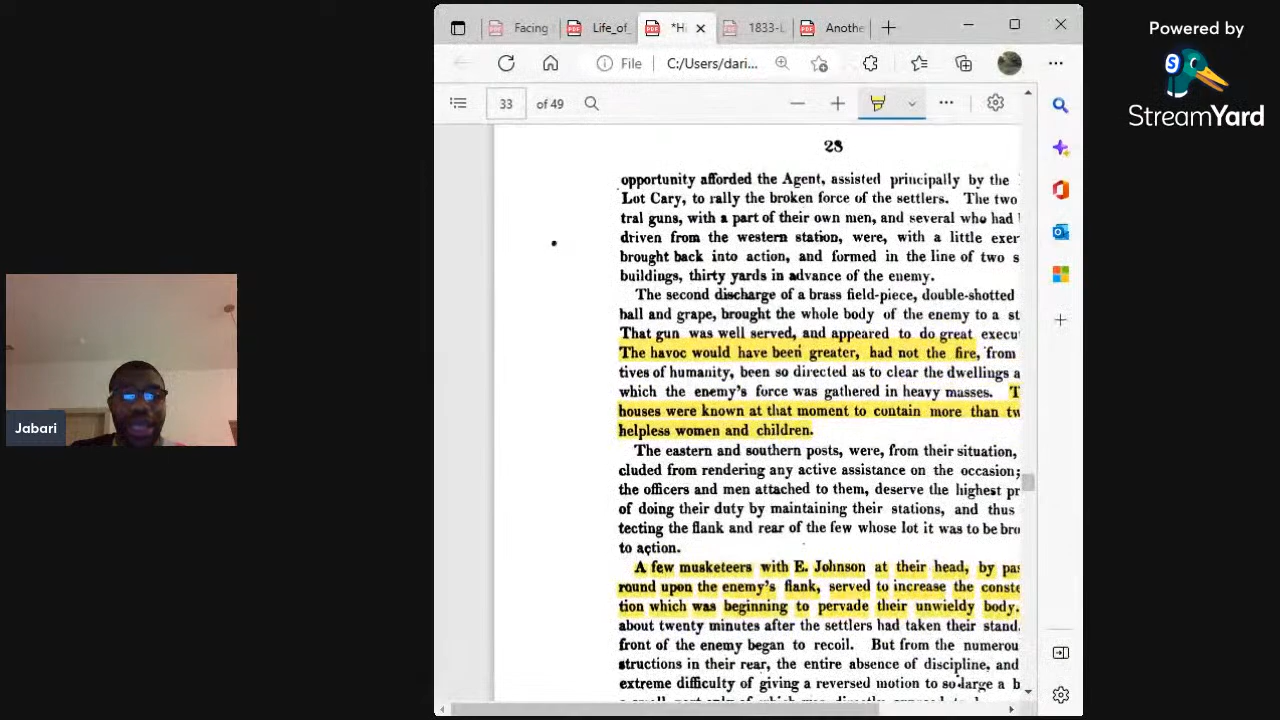 Facing
Life_of_
*H
1833-L
Anothe
Powered by
StreamYard
File
C:/Users/dari...
33
of 49
28
opportunity afforded the Agent, assisted principally by the
Lot Cary, to rally the broken force of the settlers. The two
tral guns, with a part of their own men, and several who had
driven from the western station, were, with a little exer
brought back into action, and formed in the line of two s
buildings, thirty yards in advance of the enemy.
The second discharge of a brass field-piece, double-shotted
ball and grape, brought the whole body of the enemy to a st
That gun was well served, and appeared to do great execu
The havoc would have been greater, had not the fire, from
tives of humanity, been so directed as to clear the dwellings a
which the enemy's force was gathered in heavy masses. T
houses were known at that moment to contain more than tw
helpless women and children.
The eastern and southern posts, were, from their situation,
cluded from rendering any active assistance on the occasion;
the officers and men attached to them, deserve the highest pr
of doing their duty by maintaining their stations, and thus
tecting the flank and rear of the few whose lot it was to be bro
to action.
A few musketeers with E. Johnson at their head, by pas
round upon the enemy's flank, served to increase the conste
tion which was beginning to pervade their unwieldy body.
about twenty minutes after the settlers had taken their stand,
front of the enemy began to recoil. But from the numerou
structions in their rear, the entire absence of discipline, and
extreme difficulty of giving a reversed motion to so large a b
Jabari